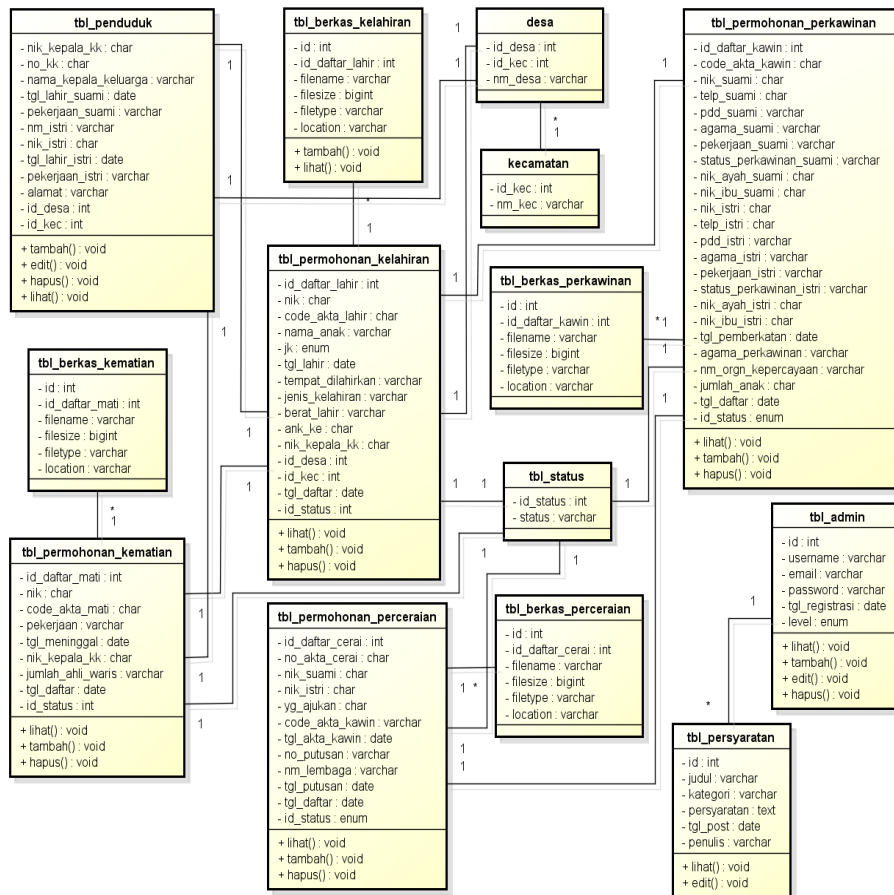 tbl_penduduk
- nik_kepala_kk : char
- no_kk : char
- nama_kepala_keluarga : varchar
- tgl_lahir_suami : date
- pekerjaan_suami : varchar
- nm_istri : varchar
- nik_istri : char
- tgl_lahir_istri : date
- pekerjaan_istri : varchar
- alamat : varchar
- id_desa : int
- id_kec : int
+ tambah() : void
+ edit() : void
+ hapus() : void
+ lihat() : void
tbl_berkas_kelahiran
- id : int
- id_daftar_lahir : int
- filename : varchar
- filesize : bigint
- filetype : varchar
- location : varchar
+ tambah() : void
+ lihat() : void
desa
- id_desa : int
- id_kec : int
- nm_desa : varchar
kecamatan
- id_kec : int
- nm_kec : varchar
tbl_permohonan_perkawinan
- id_daftar_kawin : int
- code_akta_kawin : char
- nik_suami : char
- telp_suami : char
- pdd_suami : varchar
- agama_suami : varchar
- pekerjaan_suami : varchar
- status_perkawinan_suami : varchar
- nik_ayah_suami : char
- nik_ibu_suami : char
- nik_istri : char
- telp_istri : char
- pdd_istri : varchar
- agama_istri : varchar
- pekerjaan_istri : varchar
- status_perkawinan_istri : varchar
- nik_ayah_istri : char
- nik_ibu_istri : char
- tgl_pemberkatan : date
- agama_perkawinan : varchar
- nm_orgn_kepercayaan : varchar
- jumlah_anak : char
- tgl_daftar : date
- id_status : enum
+ lihat() : void
+ tambah() : void
+ hapus() : void
tbl_permohonan_kelahiran
- id_daftar_lahir : int
- nik : char
- code_akta_lahir : char
- nama_anak : varchar
- jk : enum
- tgl_lahir : date
- tempat_dilahirkan : varchar
- jenis_kelahiran : varchar
- berat_lahir : varchar
- ank_ke : char
- nik_kepala_kk : char
- id_desa : int
- id_kec : int
- tgl_daftar : date
- id_status : int
+ lihat() : void
+ tambah() : void
+ hapus() : void
tbl_berkas_perkawinan
- id : int
- id_daftar_kawin : int
- filename : varchar
- filesize : bigint
- filetype : varchar
- location : varchar
tbl_berkas_kematian
- id : int
- id_daftar_mati : int
- filename : varchar
- filesize : bigint
- filetype : varchar
- location : varchar
tbl_status
- id_status : int
- status : varchar
tbl_admin
- id : int
- username : varchar
- email : varchar
- password : varchar
- tgl_registrasi : date
- level : enum
+ lihat() : void
+ tambah() : void
+ edit() : void
+ hapus() : void
tbl_permohonan_kematian
- id_daftar_mati : int
- nik : char
- code_akta_mati : char
- pekerjaan : varchar
- tgl_meninggal : date
- nik_kepala_kk : char
- jumlah_ahli_waris : varchar
- tgl_daftar : date
- id_status : int
+ lihat() : void
+ tambah() : void
+ hapus() : void
tbl_permohonan_perceraian
- id_daftar_cerai : int
- no_akta_cerai : char
- nik_suami : char
- nik_istri : char
- yg_ajukan : char
- code_akta_kawin : varchar
- tgl_akta_kawin : date
- no_putusan : varchar
- nm_lembaga : varchar
- tgl_putusan : date
- tgl_daftar : date
- id_status : enum
+ lihat() : void
+ tambah() : void
+ hapus() : void
tbl_berkas_perceraian
- id : int
- id_daftar_cerai : int
- filename : varchar
- filesize : bigint
- filetype : varchar
- location : varchar
tbl_persyaratan
- id : int
- judul : varchar
- kategori : varchar
- persyaratan : text
- tgl_post : date
- penulis : varchar
+ lihat() : void
+ edit() : void